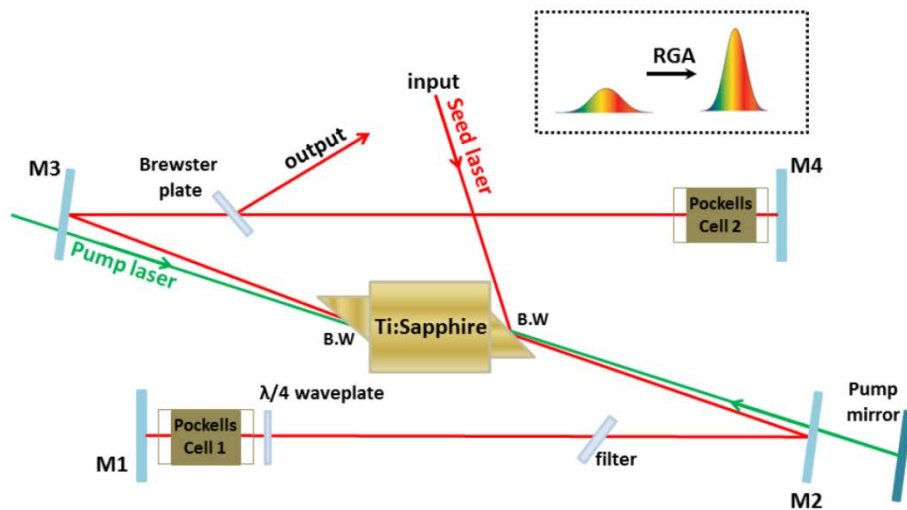 RGA
input
Seed laser
output
M3
Brewster
plate
M4
Pockells
Cell 2
Pump laser
Ti:Sapphire
B.W
B.W
λ/4 waveplate
Pockells
Cell 1
M1
filter
Pump
mirror
M2